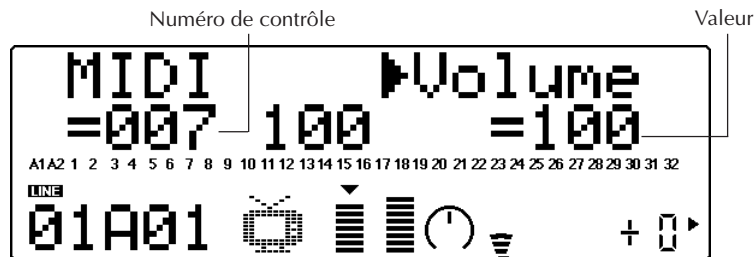 Numéro de contrôle Valeur
MIDI Volume
=007 100 =100
A1 A2 1 2 3 4 5 6 7 8 9 10 11 12 13 14 15 16 17 18 19 20 21 22 23 24 25 26 27 28 29 30 31 32
LINE
01A01 ÷ 0